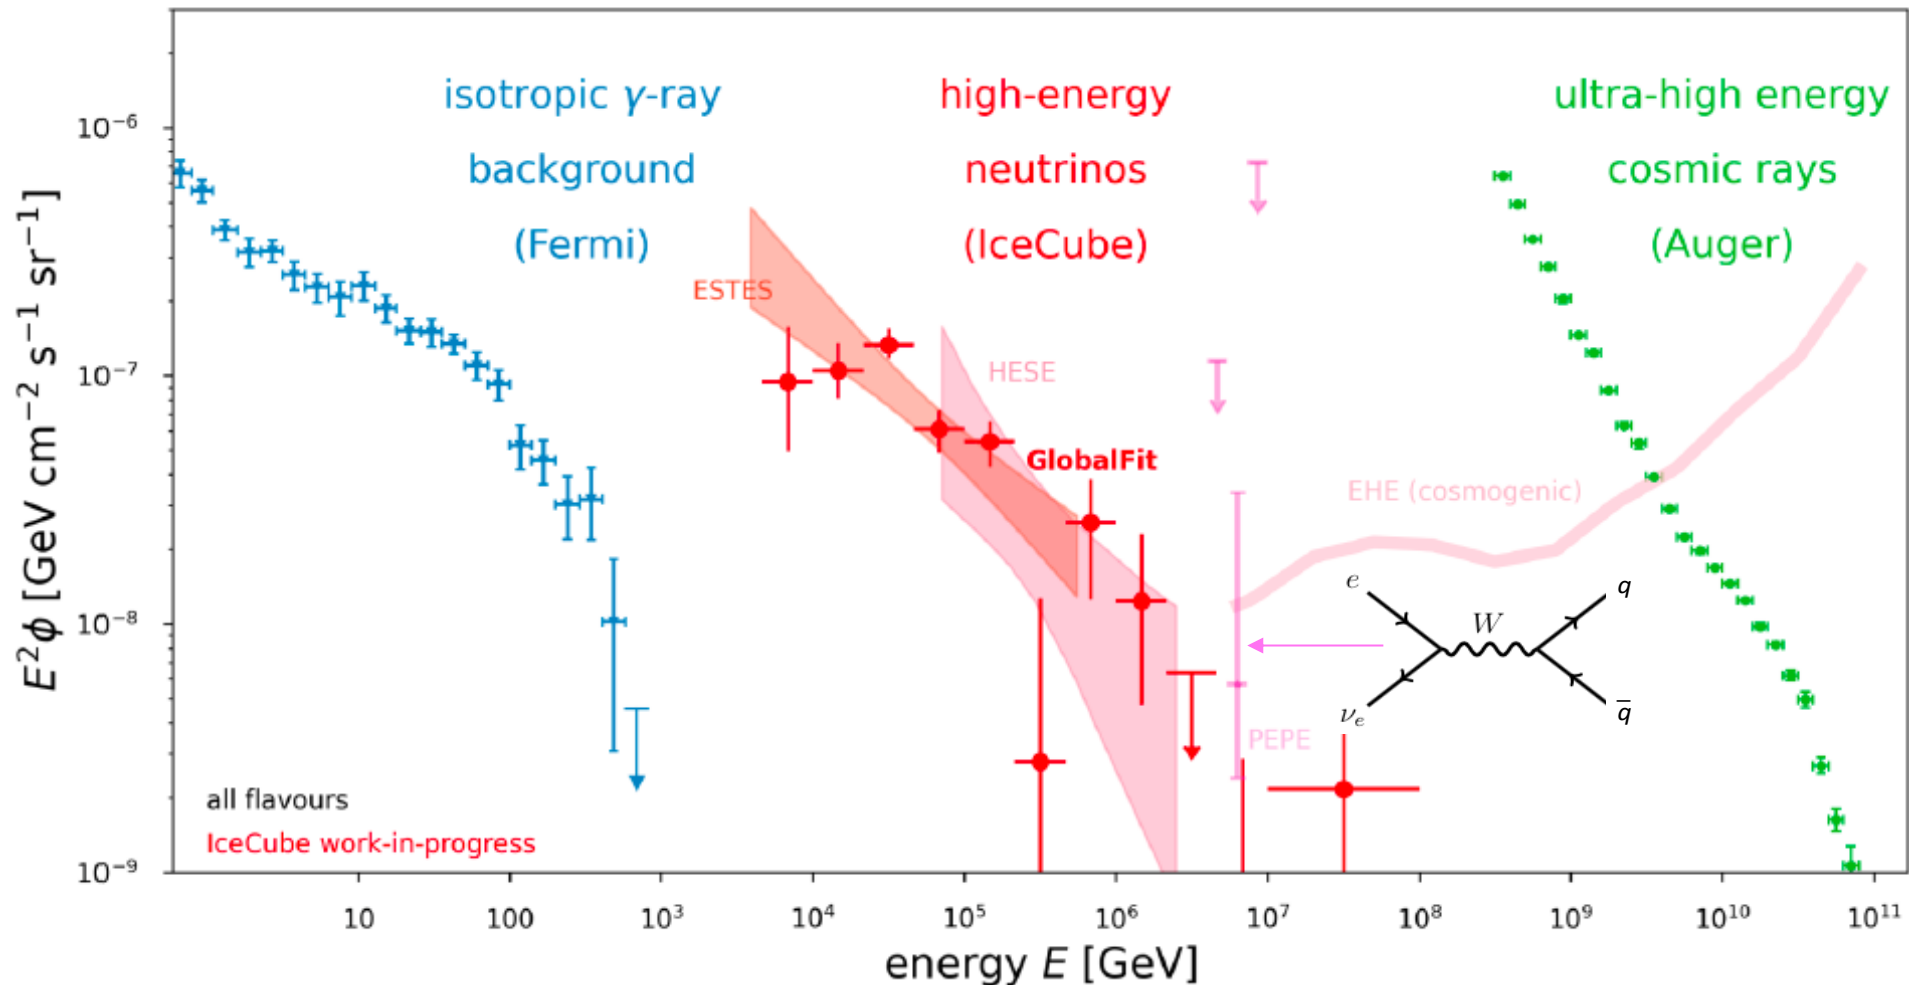 isotropic γ-ray
background
(Fermi)
high-energy
neutrinos
(IceCube)
ultra-high energy
cosmic rays
(Auger)
10⁻⁶
10⁻⁷
10⁻⁸
10⁻⁹
E²ϕ [GeV cm⁻² s⁻¹ sr⁻¹]
ESTES
HESE
GlobalFit
EHE (cosmogenic)
PEPE
e
W
q
νₑ
q̅
all flavours
IceCube work-in-progress
10
100
10³
10⁴
10⁵
10⁶
10⁷
10⁸
10⁹
10¹⁰
10¹¹
energy E [GeV]